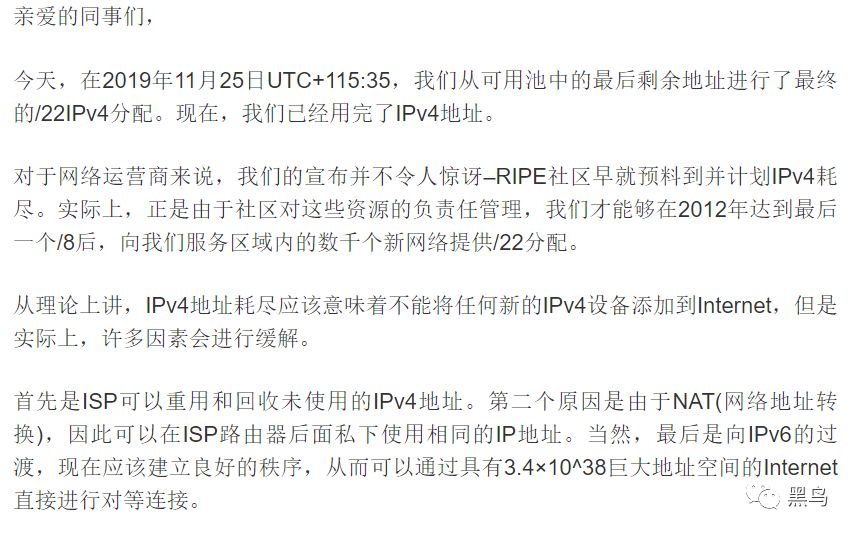 亲爱的同事们，
今天，在2019年11月25日UTC+115:35，我们从可用池中的最后剩余地址进行了最终
的/22IPv4分配。现在，我们已经用完了IPv4地址。
对于网络运营商来说，我们的宣布并不令人惊讶–RIPE社区早就预料到并计划IPv4耗
尽。实际上，正是由于社区对这些资源的负责任管理，我们才能够在2012年达到最后
一个/8后，向我们服务区域内的数千个新网络提供/22分配。
从理论上讲，IPv4地址耗尽应该意味着不能将任何新的IPv4设备添加到Internet，但是
实际上，许多因素会进行缓解。
首先是ISP可以重用和回收未使用的IPv4地址。第二个原因是由于NAT(网络地址转
换)，因此可以在ISP路由器后面私下使用相同的IP地址。当然，最后是向IPv6的过
渡，现在应该建立良好的秩序，从而可以通过具有3.4×10^38巨大地址空间的Internet
直接进行对等连接。
黑鸟